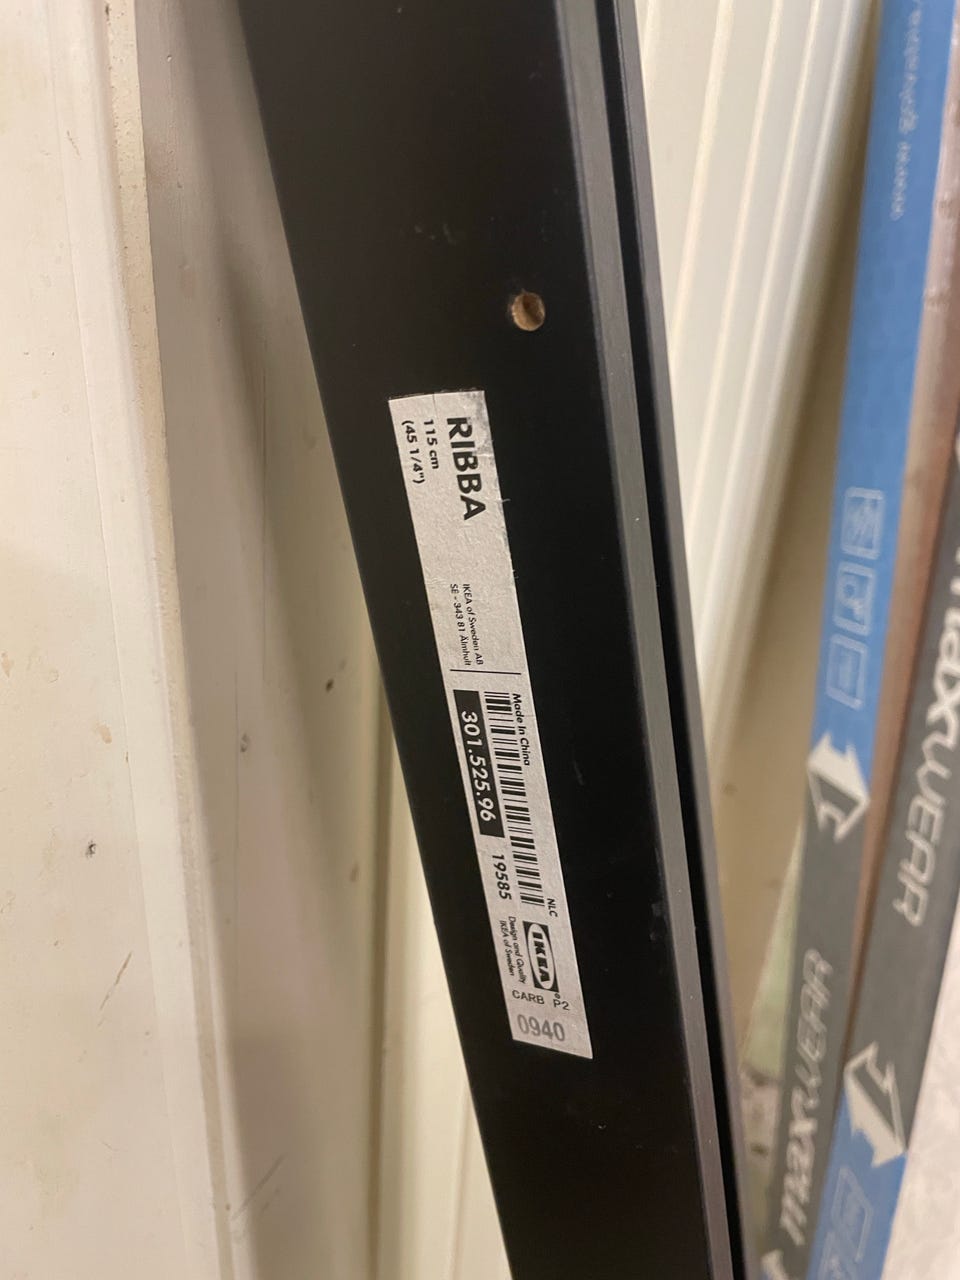 RIBBA
115 cm
(45 1/4")
IKEA of Sweden AB
SE - 343 81 Älmhult
Made in China
301.525.96
19585
NLC
IKEA®
Design and Quality
IKEA of Sweden
CARB P2
0940
maxWEAR
maxWEAR